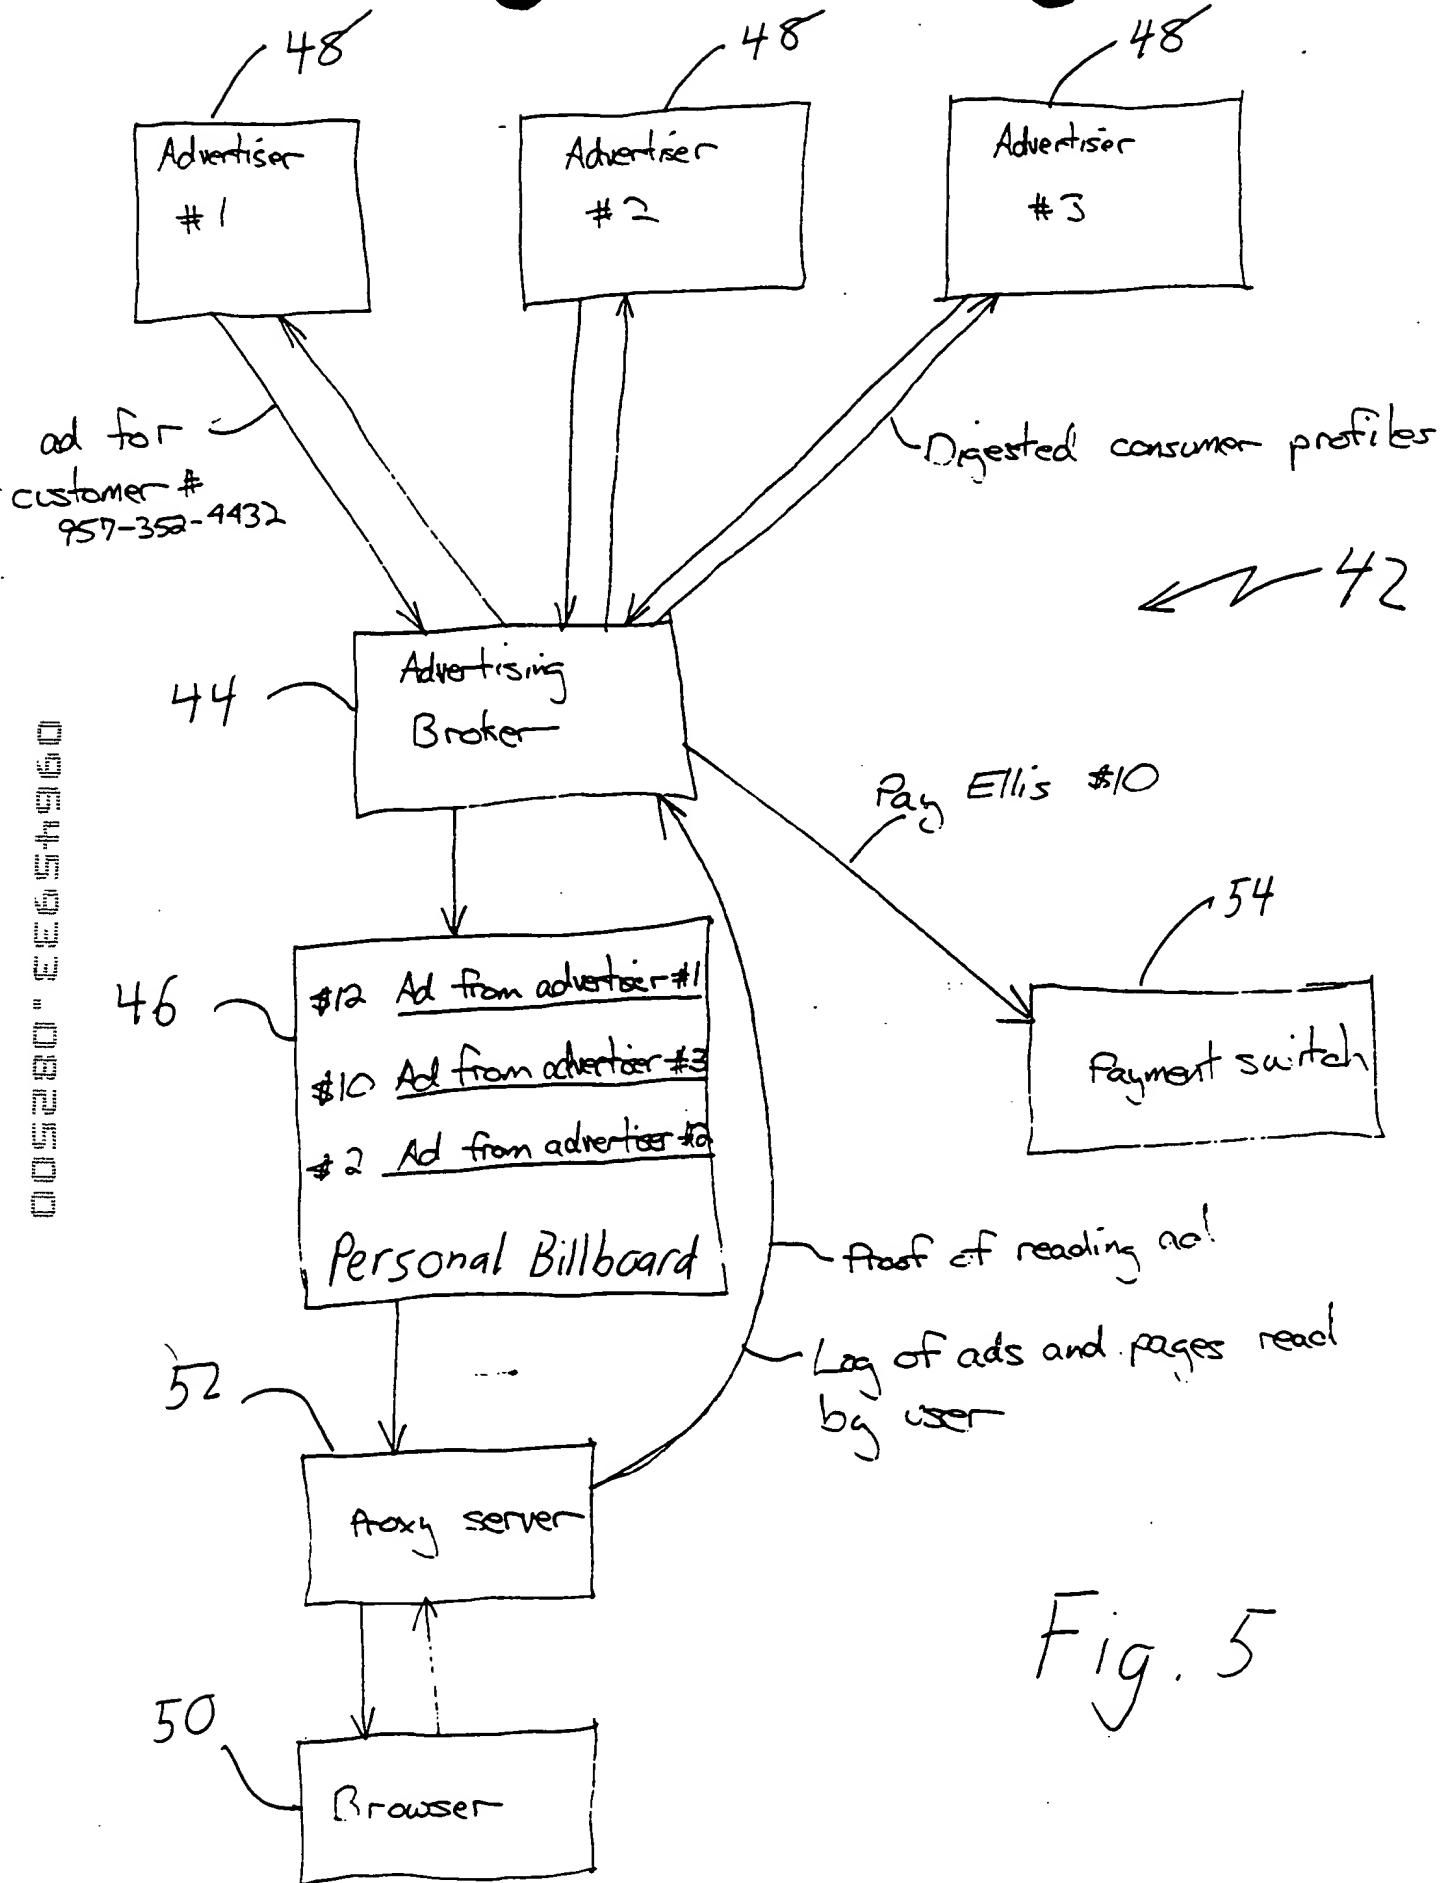 48
48
48
Advertiser
#1
Advertiser
#2
Advertiser
#3
ad for
customer #
957-352-4432
Digested consumer profiles
42
44
Advertising
Broker
Pay Ellis $10
54
Payment switch
46
$12 Ad from advertiser #1
$10 Ad from advertiser #3
$2 Ad from advertiser #2
Personal Billboard
Proof of reading ad
Log of ads and pages read
by user
52
Proxy server
50
Browser
Fig. 5
09645933.082500